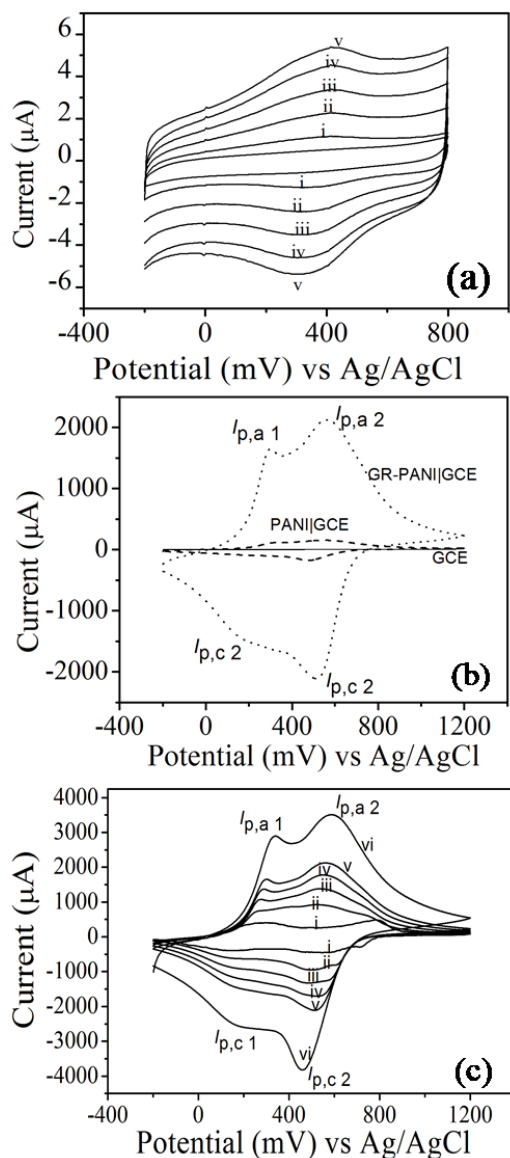 6
4
2
0
-2
-4
-6
Current (µA)
v
iv
iii
ii
i
i
ii
iii
iv
v
(a)
-400 0 400 800
Potential (mV) vs Ag/AgCl
2000
1000
0
-1000
-2000
Current (µA)
Ip,a 1
Ip,a 2
GR-PANI|GCE
PANI|GCE
GCE
Ip,c 2
Ip,c 2
(b)
-400 0 400 800 1200
Potential (mV) vs Ag/AgCl
4000
3000
2000
1000
0
-1000
-2000
-3000
-4000
Current (µA)
Ip,a 1
Ip,a 2
vi
iv
v
iii
ii
i
i
ii
iii
iv
v
vi
Ip,c 1
Ip,c 2
(c)
-400 0 400 800 1200
Potential (mV) vs Ag/AgCl